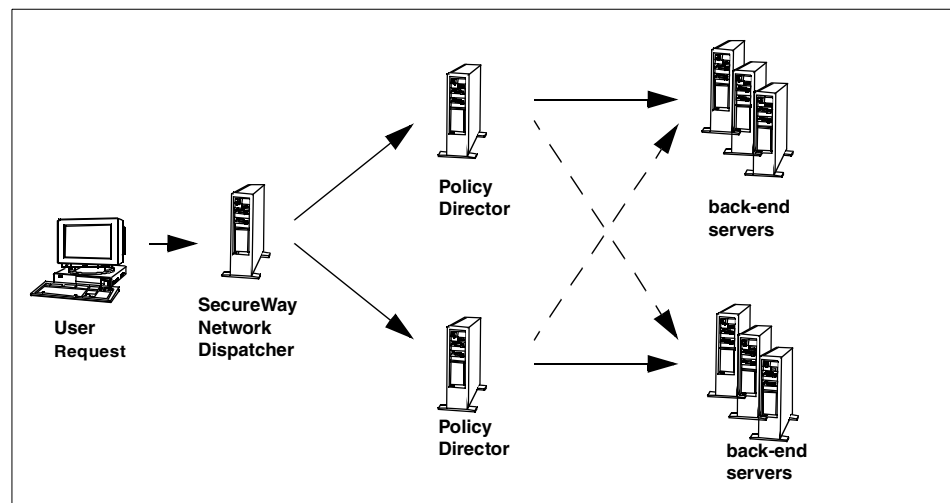 Policy
Director
back-end
servers
User
Request
SecureWay
Network
Dispatcher
Policy
Director
back-end
servers